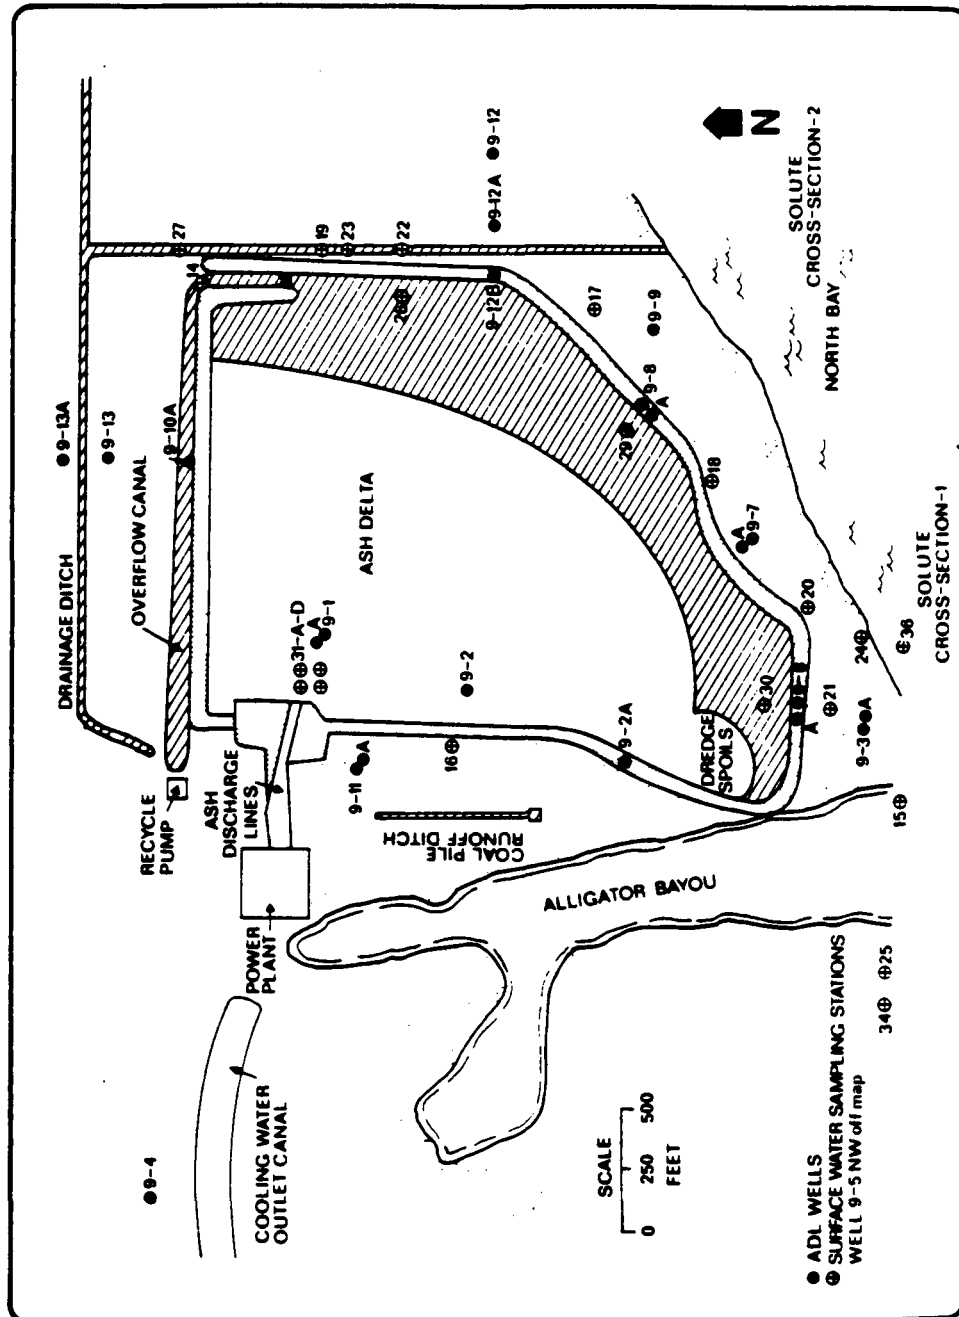 DRAINAGE DITCH
9-13A
9-13
OVERFLOW CANAL
9-10A
14
27
19
23
22
9-12A
9-12
N
RECYCLE
PUMP
ASH
DISCHARGE
LINES
POWER
PLANT
31-A-D
A
9-1
9-2
ASH DELTA
9-12B
17
9-9
9-8
A
29
18
A
9-7
9-11
A
16
COAL PILE
RUNOFF DITCH
9-2A
DREDGE
SPOILS
30
A
20
21
24
36
9-3
A
15
ALLIGATOR BAYOU
34
25
NORTH BAY
SOLUTE
CROSS-SECTION-2
SOLUTE
CROSS-SECTION-1
9-4
COOLING WATER
OUTLET CANAL
SCALE
0 250 500
FEET
ADL WELLS
SURFACE WATER SAMPLING STATIONS
WELL 9-5 NW off map